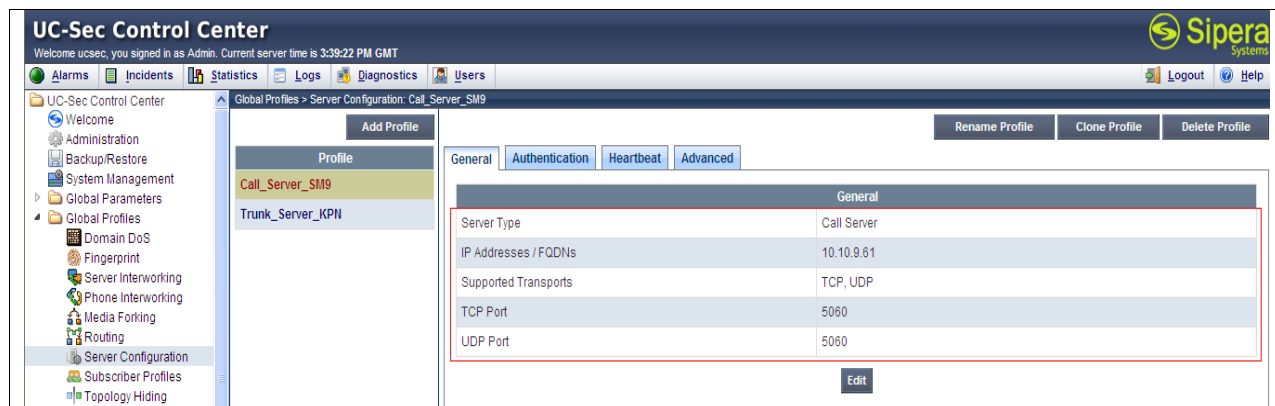 UC-Sec Control Center
Welcome ucsec, you signed in as Admin. Current server time is 3:39:22 PM GMT
Sipera
Systems
Alarms Incidents Statistics Logs Diagnostics Users Logout Help
UC-Sec Control Center
Welcome
Administration
Backup/Restore
System Management
Global Parameters
Global Profiles
Domain DoS
Fingerprint
Server Interworking
Phone Interworking
Media Forking
Routing
Server Configuration
Subscriber Profiles
Topology Hiding
Global Profiles > Server Configuration: Call_Server_SM9
Add Profile
Rename Profile Clone Profile Delete Profile
Profile
Call_Server_SM9
Trunk_Server_KPN
General Authentication Heartbeat Advanced
General
Server Type Call Server
IP Addresses / FQDNs 10.10.9.61
Supported Transports TCP, UDP
TCP Port 5060
UDP Port 5060
Edit